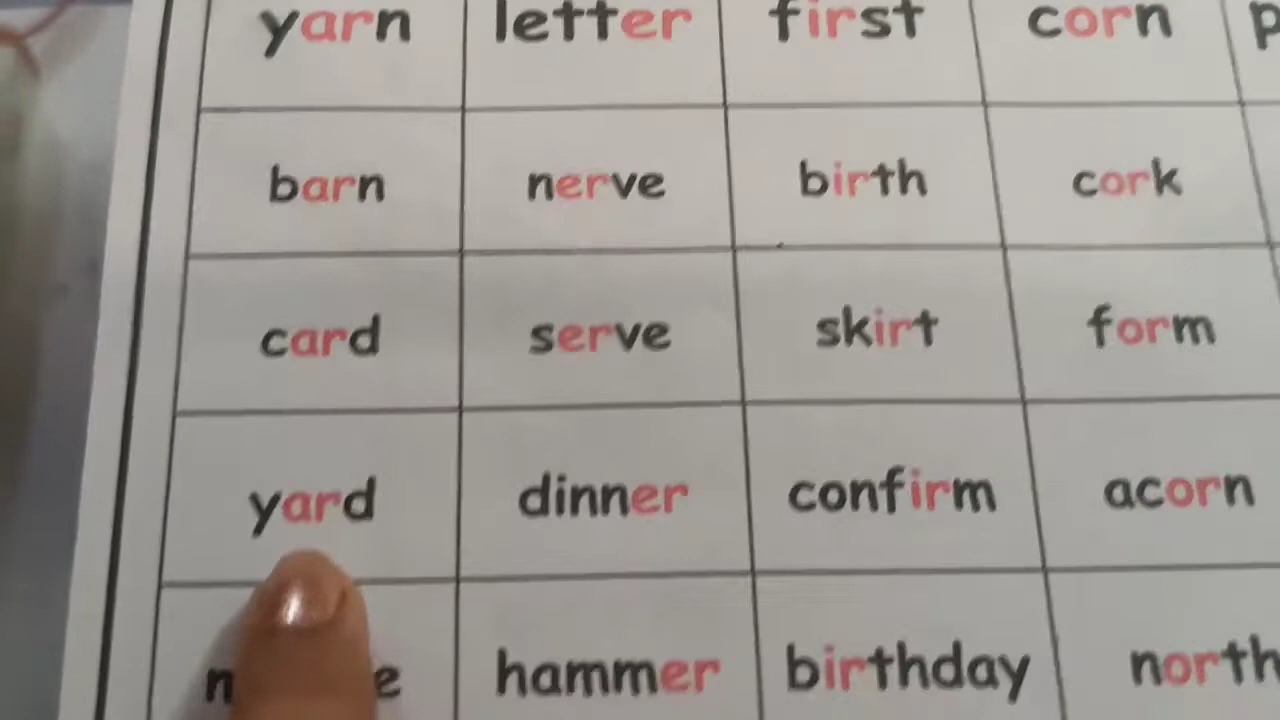 yarn letter first corn
barn nerve birth cork
card serve skirt form
yard dinner confirm acorn
hammer birthday north